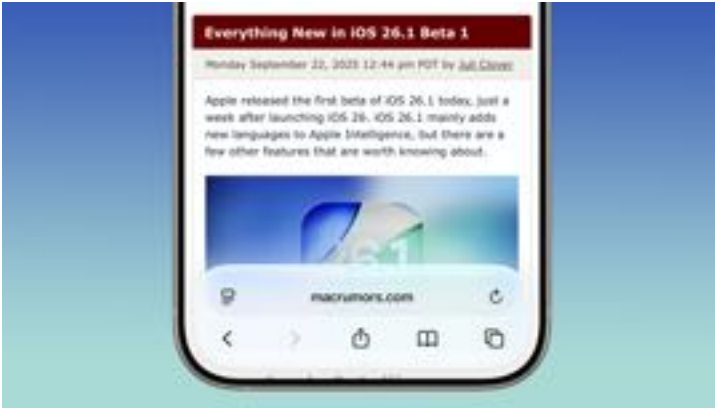 Everything New in iOS 26.1 Beta 1
Monday September 22, 2025 12:44 pm PDT by Juli Clover
Apple released the first beta of iOS 26.1 today, just a
week after launching iOS 26. iOS 26.1 mainly adds
new languages to Apple Intelligence, but there are a
few other features that are worth knowing about.
26.1
macrumors.com